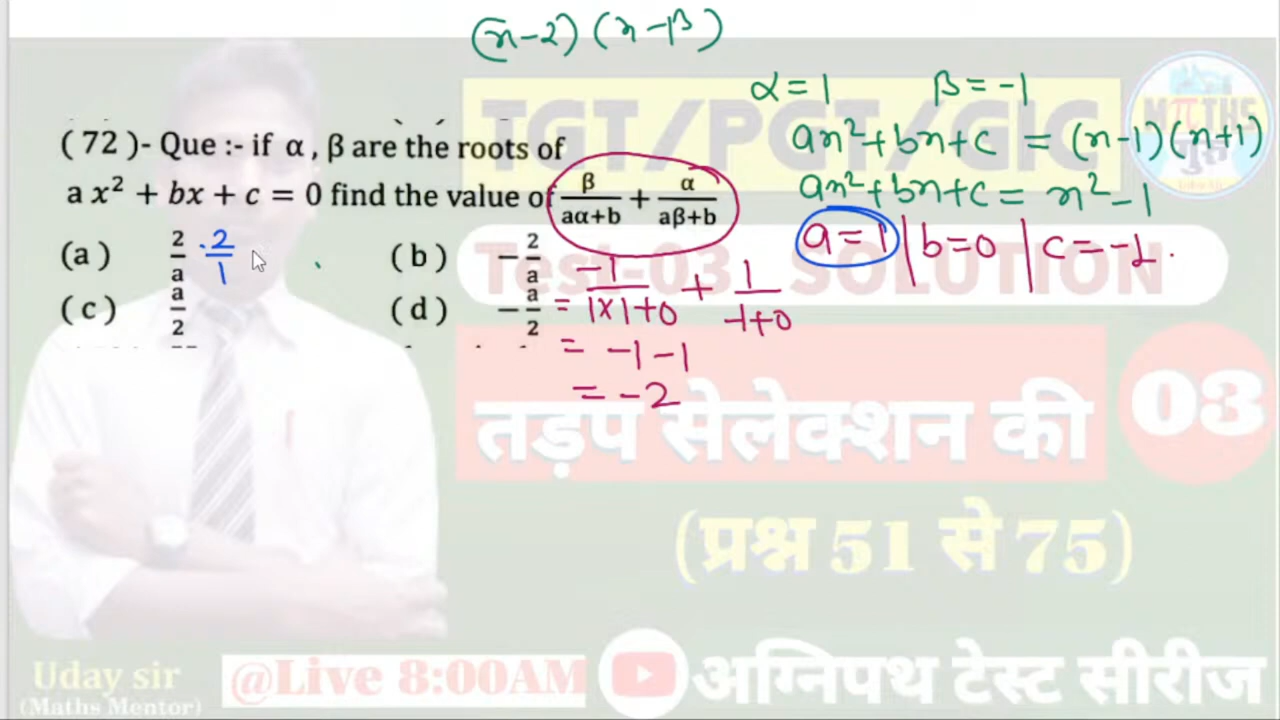 (x-2) (x-β)
α=1 β=-1
TGT/PGT/GIC
ax²+bx+c = (x-1)(x+1)
(72)- Que :- if α, β are the roots of
a x² + bx + c = 0 find the value of β/(aα+b) + α/(aβ+b)
ax²+bx+c = x²-1
a=1 | b=0 | c=-1.
(a) 2/a . 2/1 (b) -2/a
(c) a/2 (d) -a/2
Test-03 SOLUTION
= -1/(1×1+0) + 1/(-1+0)
= -1-1
= -2
तड़प सेलेक्शन की 03
(प्रश्न 51 से 75)
Uday sir
(Maths Mentor)
@Live 8:00AM
अग्निपथ टेस्ट सीरीज